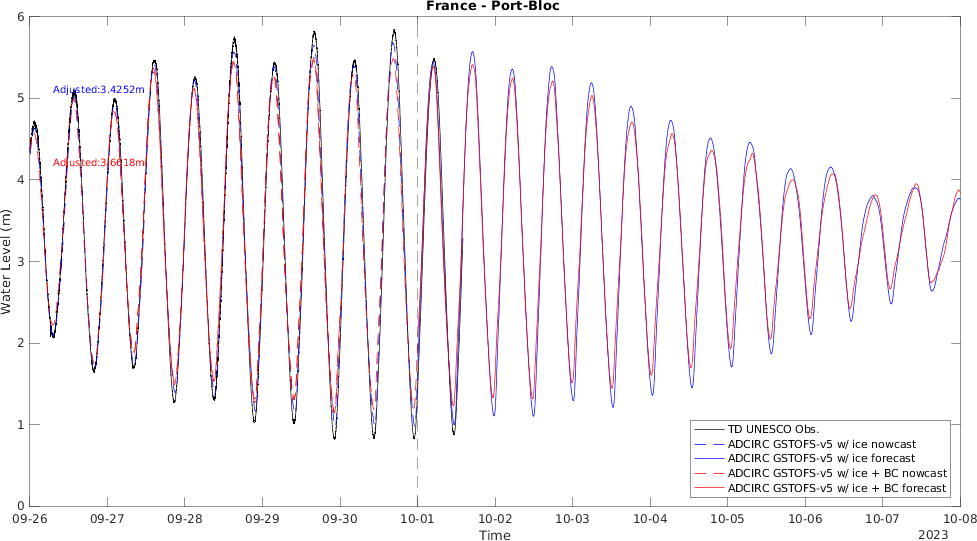 France - Port-Bloc
Water Level (m)
6
5
4
3
2
1
0
Adjusted:3.4252m
Adjusted:3.6618m
TD UNESCO Obs.
ADCIRC GSTOFS-v5 w/ ice nowcast
ADCIRC GSTOFS-v5 w/ ice forecast
ADCIRC GSTOFS-v5 w/ ice + BC nowcast
ADCIRC GSTOFS-v5 w/ ice + BC forecast
09-26 09-27 09-28 09-29 09-30 10-01 10-02 10-03 10-04 10-05 10-06 10-07 10-08
Time
2023